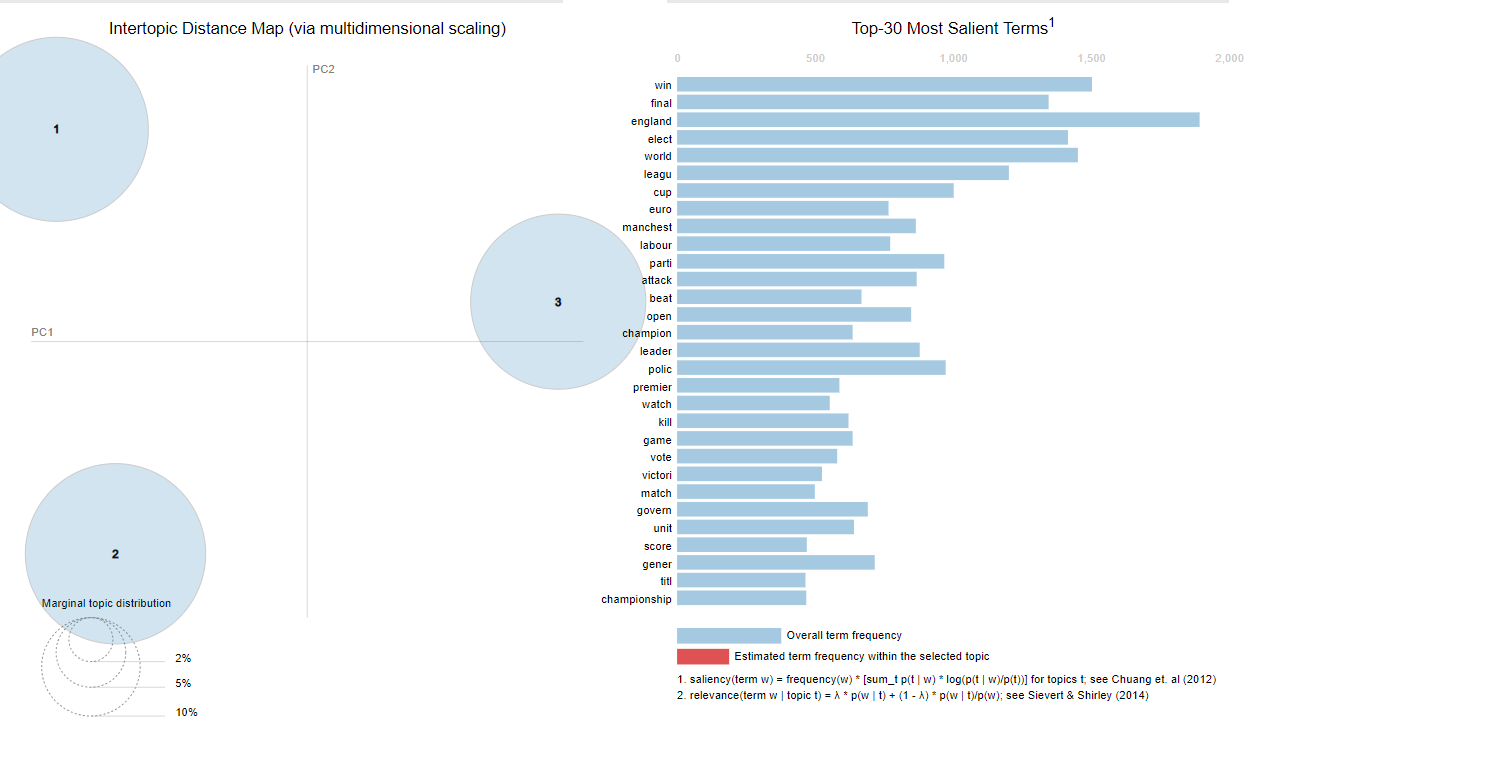 Intertopic Distance Map (via multidimensional scaling)
PC2
PC1
1
3
2
Marginal topic distribution
2%
5%
10%
Top-30 Most Salient Terms1
0 500 1,000 1,500 2,000
win
final
england
elect
world
leagu
cup
euro
manchest
labour
parti
attack
beat
open
champion
leader
polic
premier
watch
kill
game
vote
victori
match
govern
unit
score
gener
titl
championship
Overall term frequency
Estimated term frequency within the selected topic
1. saliency(term w) = frequency(w) * [sum_t p(t | w) * log(p(t | w)/p(t))] for topics t; see Chuang et. al (2012)
2. relevance(term w | topic t) = λ * p(w | t) + (1 - λ) * p(w | t)/p(w); see Sievert & Shirley (2014)